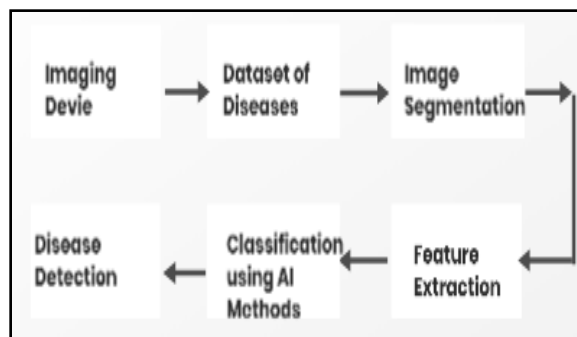 Imaging
Devie
Dataset of
Diseases
Image
Segmentation
Feature
Extraction
Classification
using AI
Methods
Disease
Detection